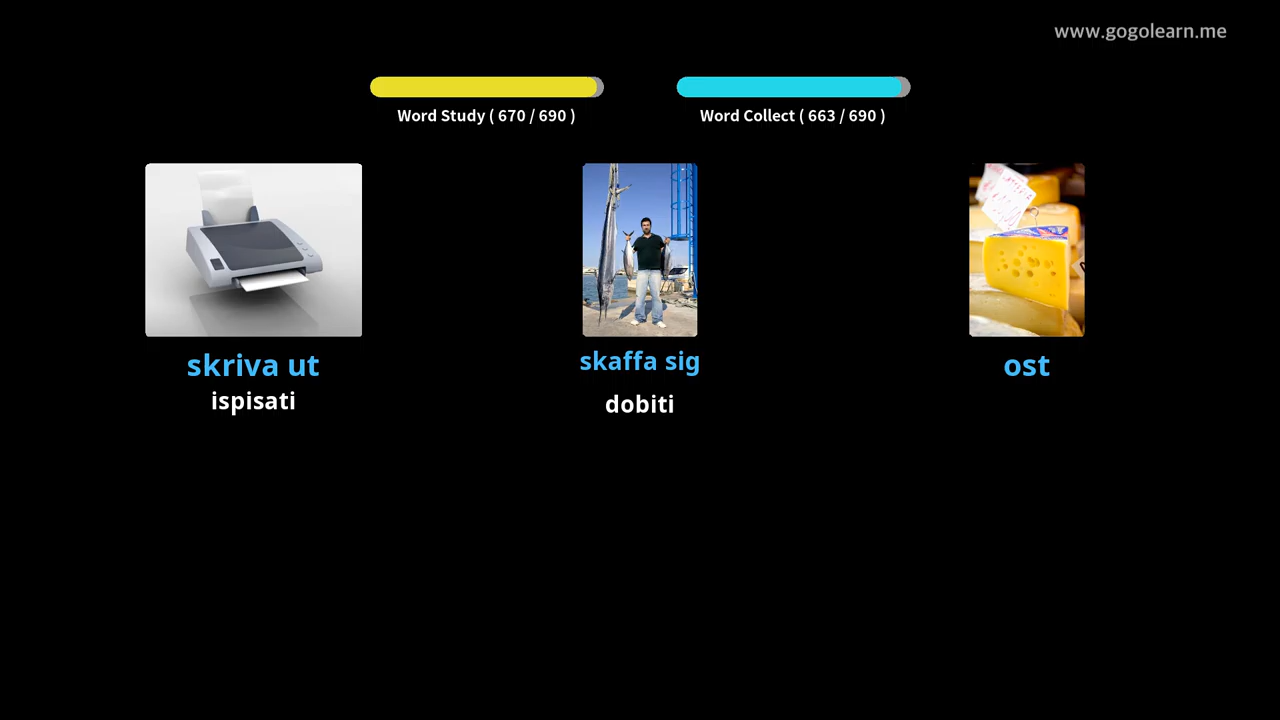 www.gogolearn.me
Word Study ( 670 / 690 )
Word Collect ( 663 / 690 )
skriva ut
ispisati
skaffa sig
dobiti
ost